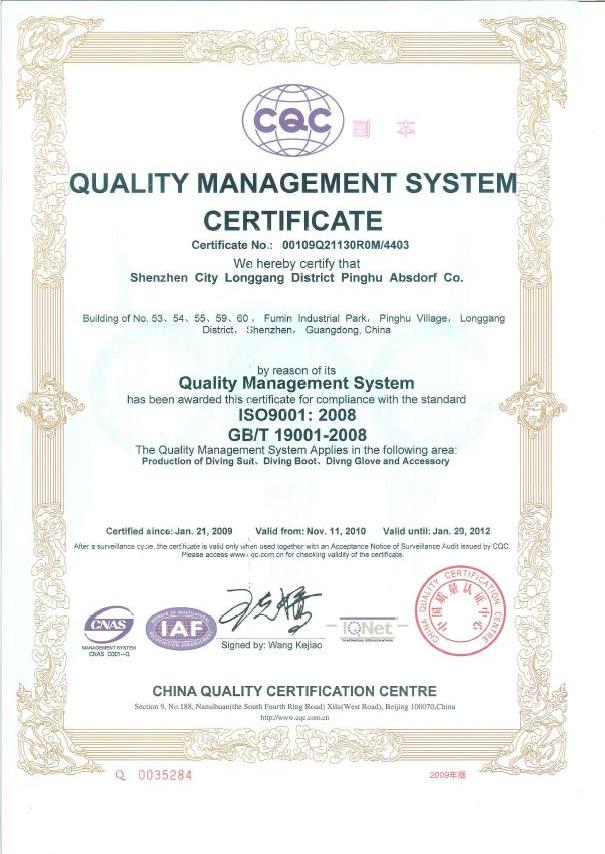 CQC
副 本
QUALITY MANAGEMENT SYSTEM
CERTIFICATE
Certificate No.: 00109Q21130R0M/4403
We hereby certify that
Shenzhen City Longgang District Pinghu Absdorf Co.
Building of No. 53、54、55、59、60， Fumin Industrial Park， Pinghu Village， Longgang
District， Shenzhen， Guangdong, China
by reason of its
Quality Management System
has been awarded this certificate for compliance with the standard
ISO9001: 2008
GB/T 19001-2008
The Quality Management System Applies in the following area:
Production of Diving Suit、Diving Boot、Divng Glove and Accessory
Certified since: Jan. 21, 2009 Valid from: Nov. 11, 2010 Valid until: Jan. 20, 2012
After a surveillance cycle, the certificate is valid only when used together with an Acceptance Notice of Surveillance Audit issued by CQC
Please access www.cqc.com.cn for checking validity of the certificate.
CNAS
MANAGEMENT SYSTEM
CNAS C001-Q
MEMBER OF MULTILATERAL
IAF
RECOGNITION ARRANGEMENT
Signed by: Wang Kejiao
IQNet
THE INTERNATIONAL CERTIFICATION NETWORK
CHINA QUALITY CERTIFICATION CENTRE
中国质量认证中心
CHINA QUALITY CERTIFICATION CENTRE
Section 9, No.188, Nansihuan(the South Fourth Ring Road) Xilu(West Road), Beijing 100070,China
http://www.cqc.com.cn
Q 0035284
2009年版